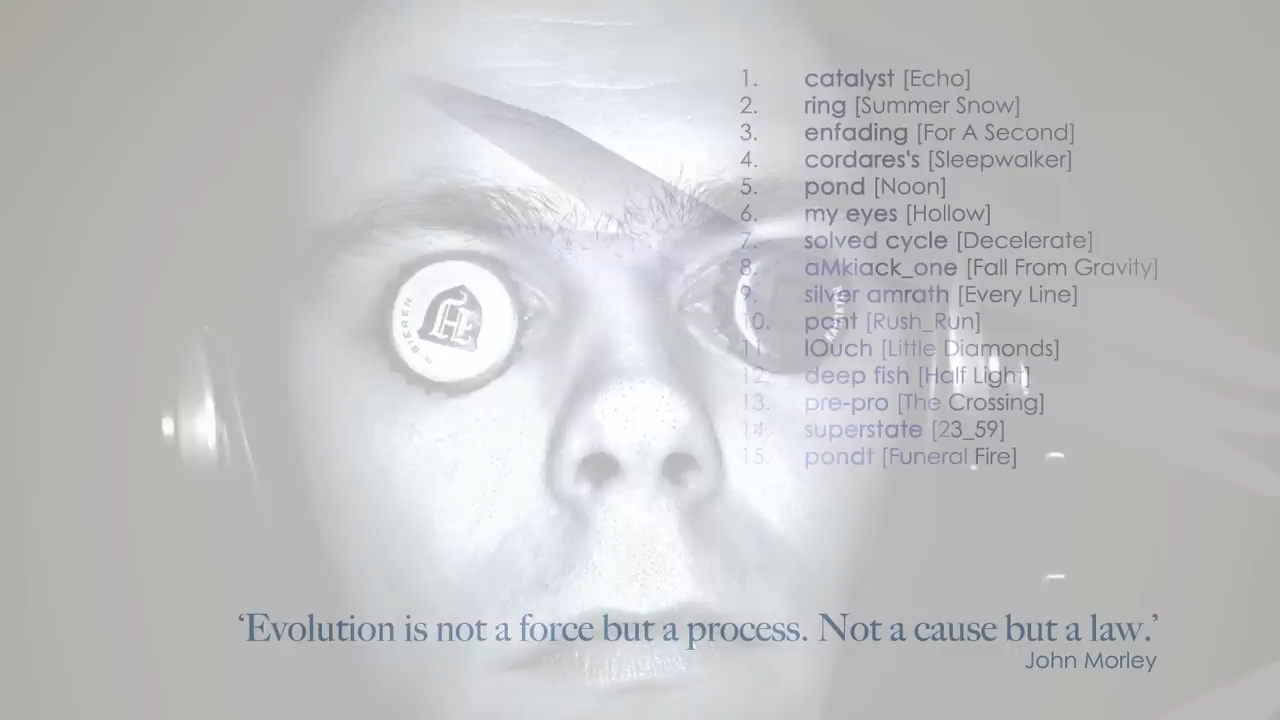 1. catalyst [Echo]
2. ring [Summer Snow]
3. enfading [For A Second]
4. cordares's [Sleepwalker]
5. pond [Noon]
6. my eyes [Hollow]
7. solved cycle [Decelerate]
8. aMkiack_one [Fall From Gravity]
9. silver amrath [Every Line]
10. pant [Rush_Run]
11. lOuch [Little Diamonds]
12. deep fish [Half Light]
13. pre-pro [The Crossing]
14. superstate [23_59]
15. pondt [Funeral Fire]
BIEREN
‘Evolution is not a force but a process. Not a cause but a law.’
John Morley